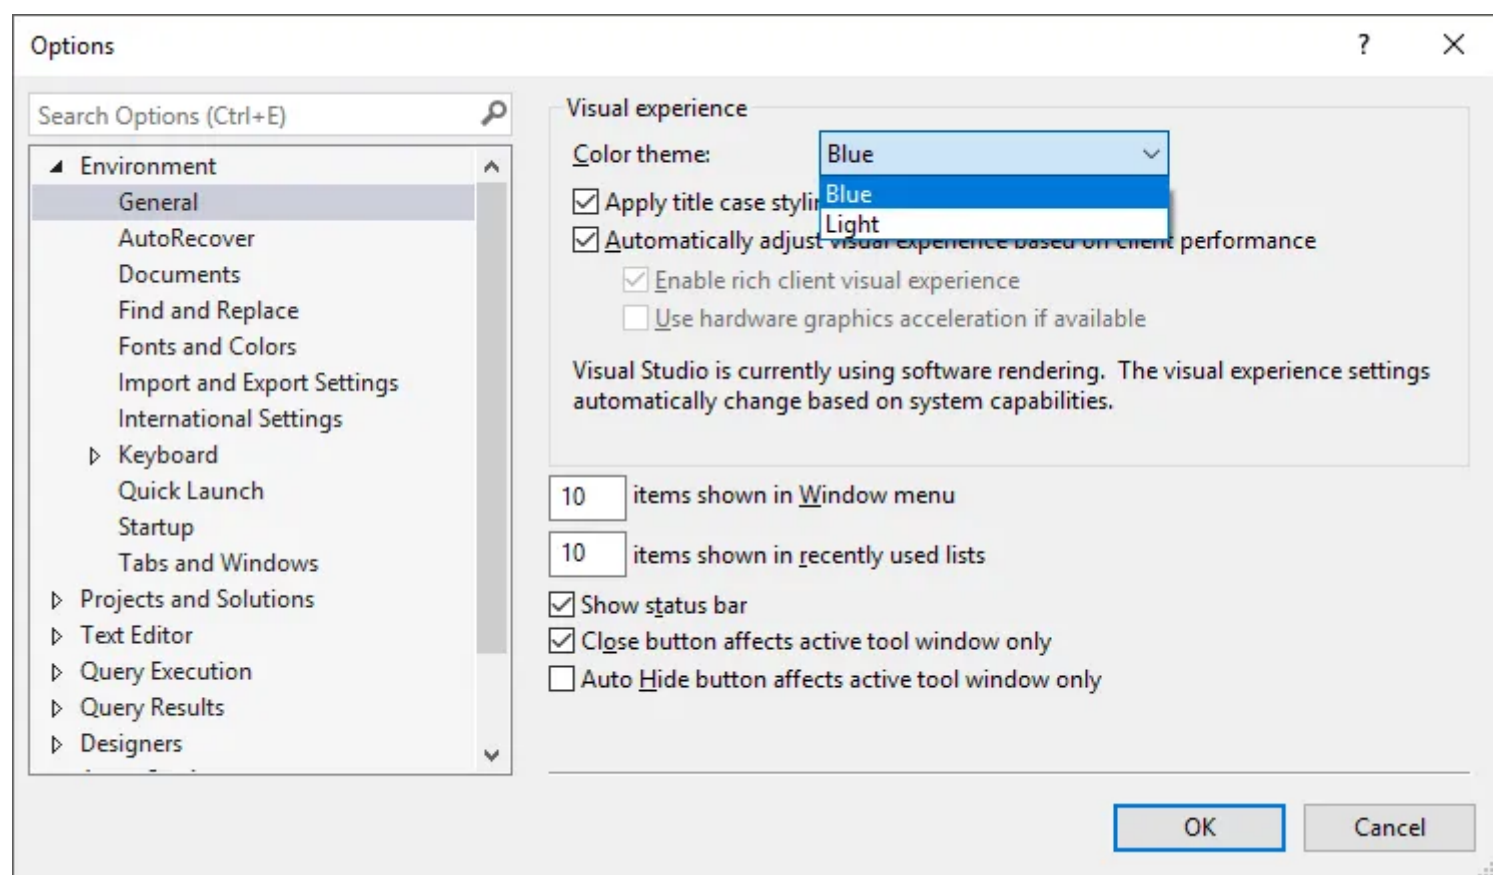 Options
?
Search Options (Ctrl+E)
Environment
General
AutoRecover
Documents
Find and Replace
Fonts and Colors
Import and Export Settings
International Settings
Keyboard
Quick Launch
Startup
Tabs and Windows
Projects and Solutions
Text Editor
Query Execution
Query Results
Designers
Visual experience
Color theme:
Blue
Blue
Light
Apply title case
Automatically adjust visual experience based on client performance
Enable rich client visual experience
Use hardware graphics acceleration if available
Visual Studio is currently using software rendering. The visual experience settings
automatically change based on system capabilities.
10 items shown in Window menu
10 items shown in recently used lists
Show status bar
Close button affects active tool window only
Auto Hide button affects active tool window only
OK
Cancel